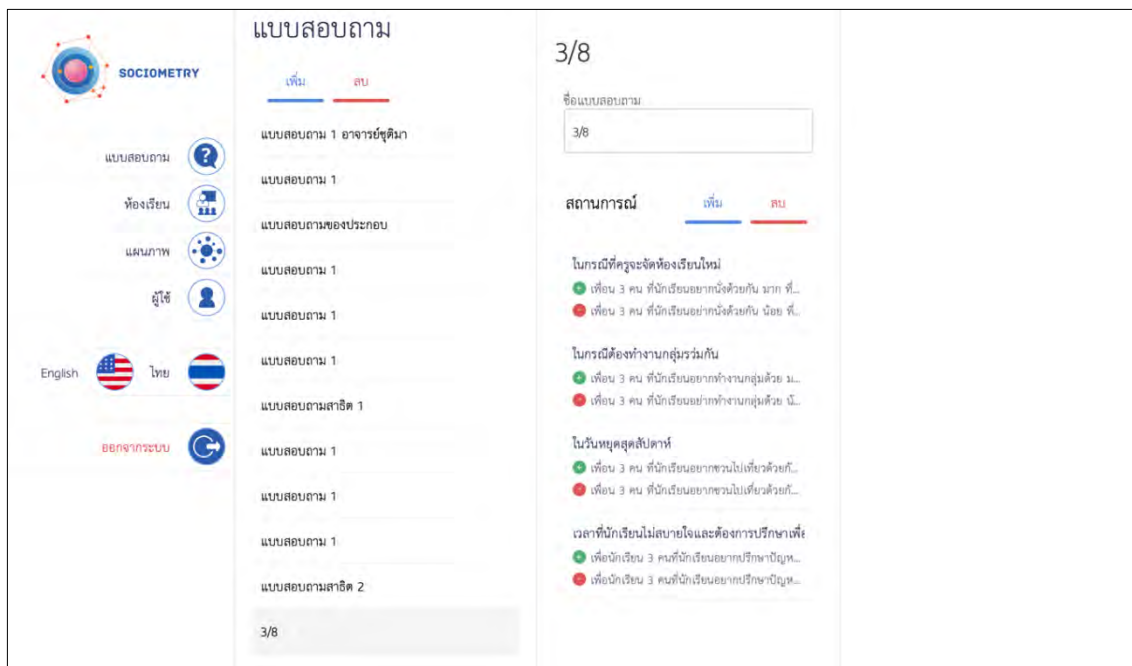 SOCIOMETRY
แบบสอบถาม
ห้องเรียน
แผนภาพ
ผู้ใช้
English
ไทย
ออกจากระบบ
แบบสอบถาม
เพิ่ม
ลบ
แบบสอบถาม 1 อาจารย์ชุติมา
แบบสอบถาม 1
แบบสอบถามของประกอบ
แบบสอบถาม 1
แบบสอบถาม 1
แบบสอบถาม 1
แบบสอบถามสาธิต 1
แบบสอบถาม 1
แบบสอบถาม 1
แบบสอบถาม 1
แบบสอบถามสาธิต 2
3/8
3/8
ชื่อแบบสอบถาม
3/8
สถานการณ์
เพิ่ม
ลบ
ในกรณีที่ครูจะจัดห้องเรียนใหม่
เพื่อน 3 คน ที่นักเรียนอยากนั่งด้วยกัน มาก ที่...
เพื่อน 3 คน ที่นักเรียนอย่ากนั่งด้วยกัน น้อย ที่...
ในกรณีต้องทำงานกลุ่มรว่มกัน
เพื่อน 3 คน ที่นักเรียนอยากทำงานกลุ่มด้วย ม...
เพื่อน 3 คน ที่นักเรียนอย่ากทำงานกลุ่มด้วย น้...
ในวันหยุดสุดสัปดาห์
เพื่อน 3 คน ที่นักเรียนอยากชวนไปเที่ยวด้วยกั...
เพื่อน 3 คน ที่นักเรียนอยากชวนไปเที่ยวด้วยกั...
เวลาที่นักเรียนไม่สบายใจและต้องการปรึกษาเพื่อ
เพื่อนักเรียน 3 คนที่นักเรียนอยากปรึกษาปัญห...
เพื่อนักเรียน 3 คนที่นักเรียนอยากปรึกษาปัญห...